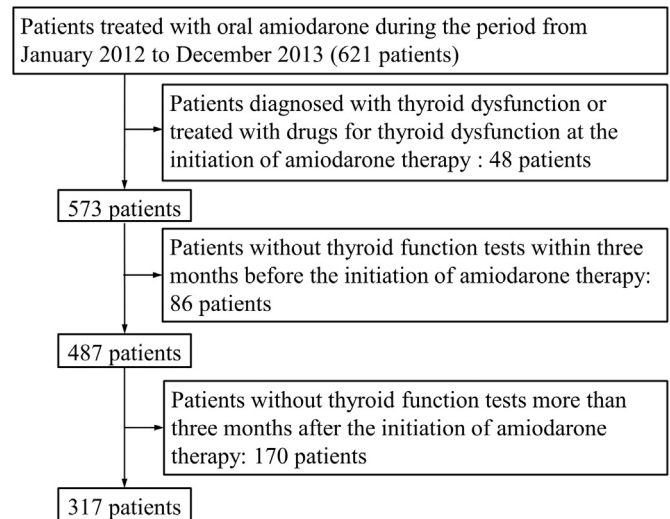 Patients treated with oral amiodarone during the period from
January 2012 to December 2013 (621 patients)
Patients diagnosed with thyroid dysfunction or
treated with drugs for thyroid dysfunction at the
initiation of amiodarone therapy : 48 patients
573 patients
Patients without thyroid function tests within three
months before the initiation of amiodarone therapy:
86 patients
487 patients
Patients without thyroid function tests more than
three months after the initiation of amiodarone
therapy: 170 patients
317 patients